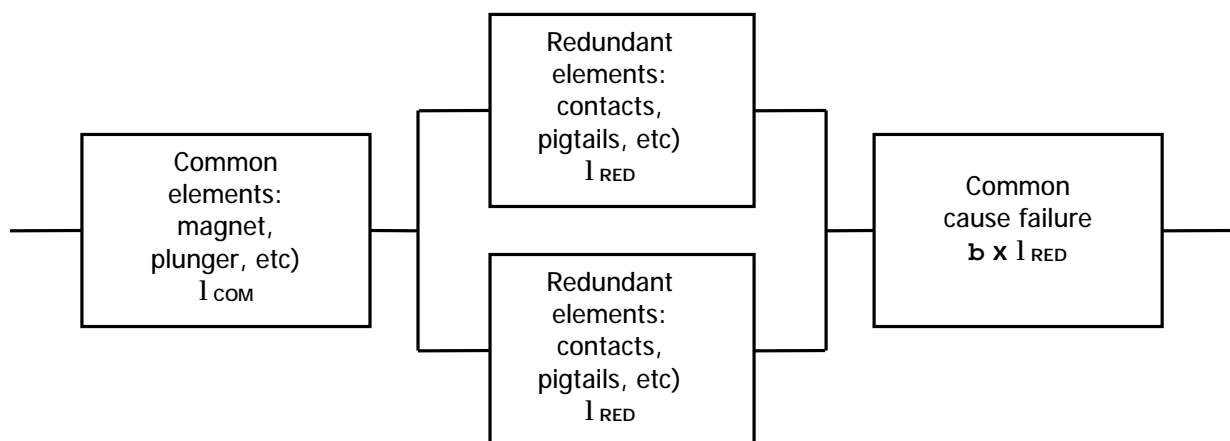 Common
elements:
magnet,
plunger, etc)
l COM
Redundant
elements:
contacts,
pigtails, etc)
l RED
Redundant
elements:
contacts,
pigtails, etc)
l RED
Common
cause failure
b x l RED